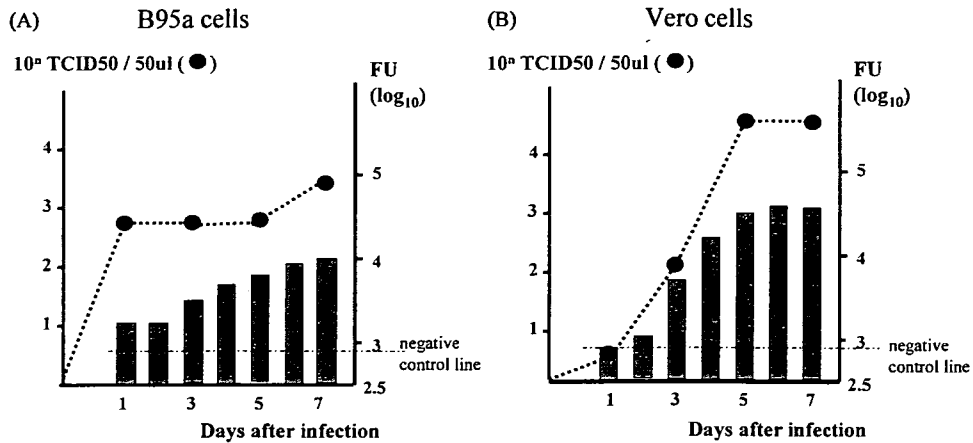 (A) B95a cells
10ⁿ TCID50 / 50ul ( ● )
FU
(log₁₀)
4
3
2
1
5
4
3
2.5
negative
control line
1 3 5 7
Days after infection
(B) Vero cells
10ⁿ TCID50 / 50ul ( ● )
FU
(log₁₀)
4
3
2
1
5
4
3
2.5
negative
control line
1 3 5 7
Days after infection